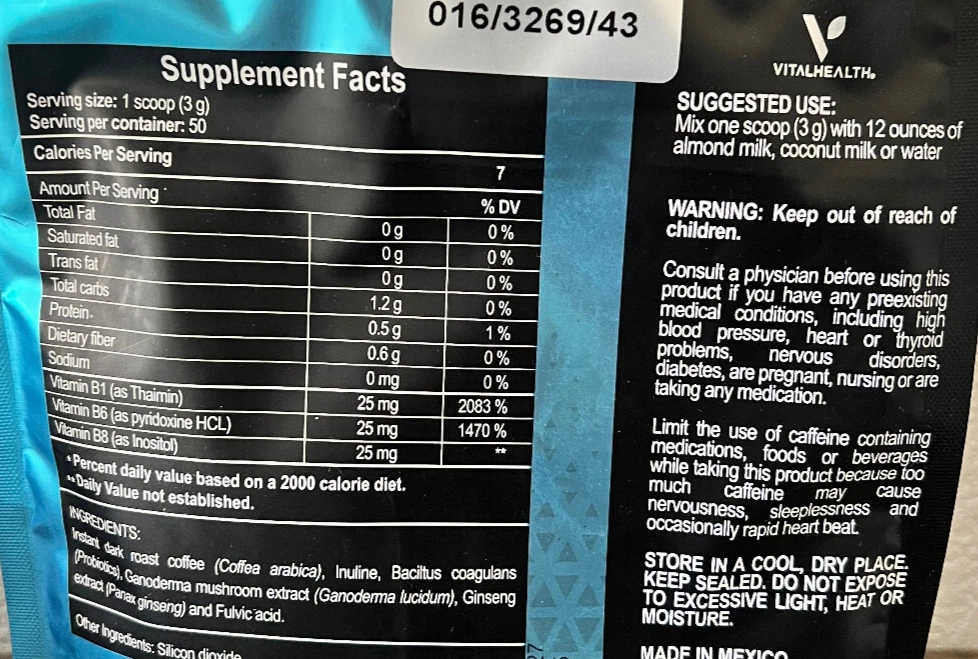 016/3269/43
Supplement Facts
Serving size: 1 scoop (3 g)
Serving per container: 50
Calories Per Serving 7
Amount Per Serving % DV
Total Fat 0 g 0 %
Saturated fat 0 g 0 %
Trans fat 0 g 0 %
Total carbs 1.2 g 0 %
Protein. 0.5 g 1 %
Dietary fiber 0.6 g 0 %
Sodium 0 mg 0 %
Vitamin B1 (as Thaimin) 25 mg 2083 %
Vitamin B6 (as pyridoxine HCL) 25 mg 1470 %
Vitamin B8 (as Inositol) 25 mg **
*Percent daily value based on a 2000 calorie diet.
**Daily Value not established.
INGREDIENTS:
Instant dark roast coffee (Coffea arabica), Inuline, Baciltus coagulans
(Probiotics), Ganoderma mushroom extract (Ganoderma lucidum), Ginseng
extract (Panax ginseng) and Fulvic acid.
Other Ingredients: Silicon dioxide
VITALHEALTH.
SUGGESTED USE:
Mix one scoop (3 g) with 12 ounces of
almond milk, coconut milk or water
WARNING: Keep out of reach of
children.
Consult a physician before using this
product if you have any preexisting
medical conditions, including high
blood pressure, heart or thyroid
problems, nervous disorders,
diabetes, are pregnant, nursing or are
taking any medication.
Limit the use of caffeine containing
medications, foods or beverages
while taking this product because too
much caffeine may cause
nervousness, sleeplessness and
occasionally rapid heart beat.
STORE IN A COOL, DRY PLACE.
KEEP SEALED. DO NOT EXPOSE
TO EXCESSIVE LIGHT, HEAT OR
MOISTURE.
MADE IN MEXICO